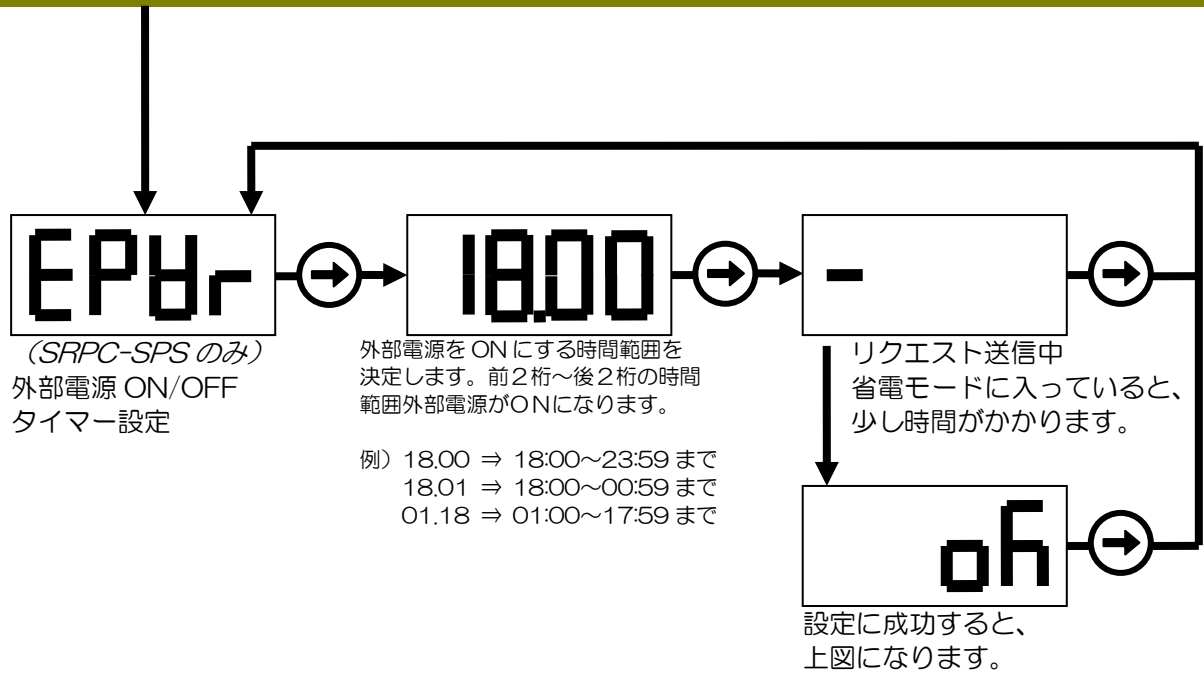 EPWr
18.00
-
（SRPC-SPS のみ）
外部電源 ON/OFF
タイマー設定
外部電源を ON にする時間範囲を
決定します。前２桁～後２桁の時間
範囲外部電源がＯＮになります。
例）18.00 ⇒ 18:00～23:59 まで
18.01 ⇒ 18:00～00:59 まで
01.18 ⇒ 01:00～17:59 まで
リクエスト送信中
省電モードに入っていると、
少し時間がかかります。
oK
設定に成功すると、
上図になります。